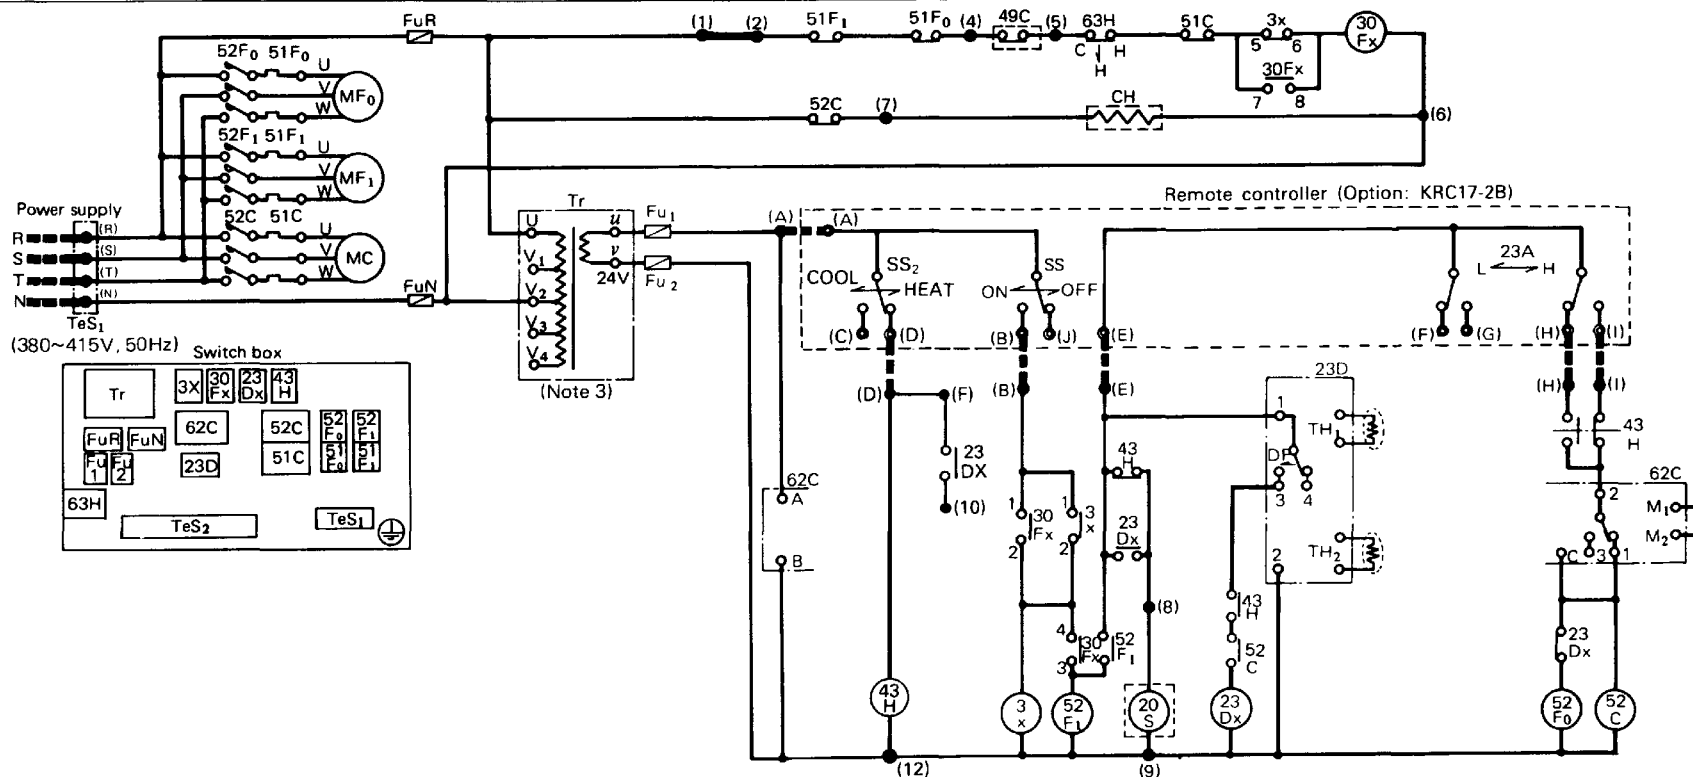 FuR
(1)
(2)
51F₁
51F₀
(4)
49C
(5)
63H
C
H
H
51C
3x
5
6
30
Fx
30Fx
7
8
52F₀ 51F₀
U
V
W
MF₀
52C
(7)
CH
(6)
52F₁ 51F₁
U
V
W
MF₁
Power supply
R
(R)
S
(S)
T
(T)
N
(N)
TeS₁
(380~415V, 50Hz)
52C 51C
U
V
W
MC
FuN
Tr
U
V₁
V₂
V₃
V₄
u
v
24V
(Note 3)
Fu₁
Fu₂
Remote controller (Option: KRC17-2B)
(A)
(A)
COOL
SS₂
HEAT
SS
ON
OFF
L
23A
H
(C)
(D)
(B)
(J)
(E)
(F)
(G)
(H)
(I)
Switch box
Tr
3X
30
Fx
23
Dx
43
H
62C
52C
52
F₀
52
F₁
FuR
FuN
Fu
1
Fu
2
23D
51C
51
F₀
51
F₁
63H
TeS₂
TeS₁
(D)
(F)
(B)
(E)
(H)
(I)
23
DX
(10)
62C
A
B
43
H
1
30
Fx
2
1
3
x
2
43
H
23
Dx
(8)
4
30
Fx
3
52
F₁
23D
1
DF
3
4
2
TH₁
TH₂
43
H
52
C
43
H
62C
2
M₁
M₂
C
3
1
23
Dx
3
x
52
F₁
20
S
23
Dx
52
F₀
52
C
(12)
(9)